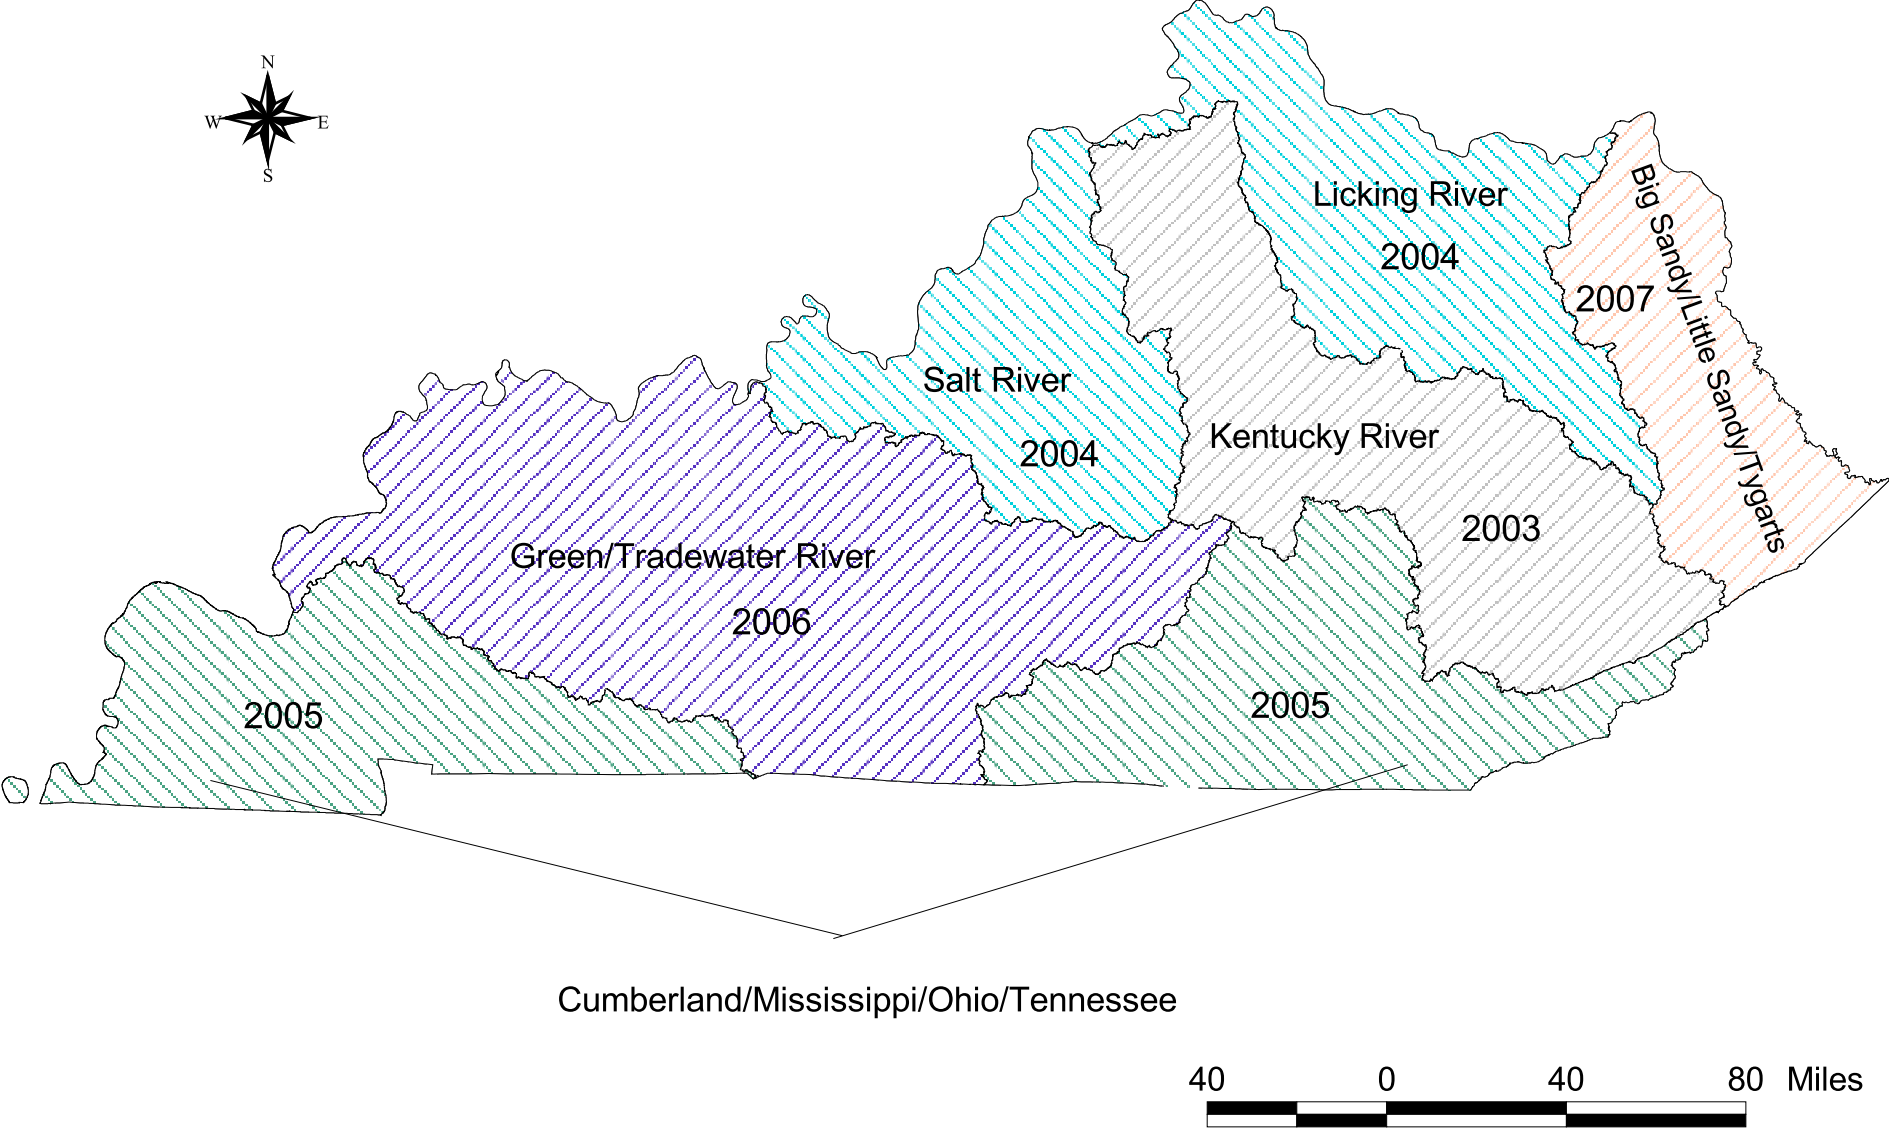 N
W E
S
Licking River
2004
Big Sandy/Little Sandy/Tygarts
2007
Salt River
2004
Kentucky River
2003
Green/Tradewater River
2006
2005
2005
Cumberland/Mississippi/Ohio/Tennessee
40 0 40 80 Miles